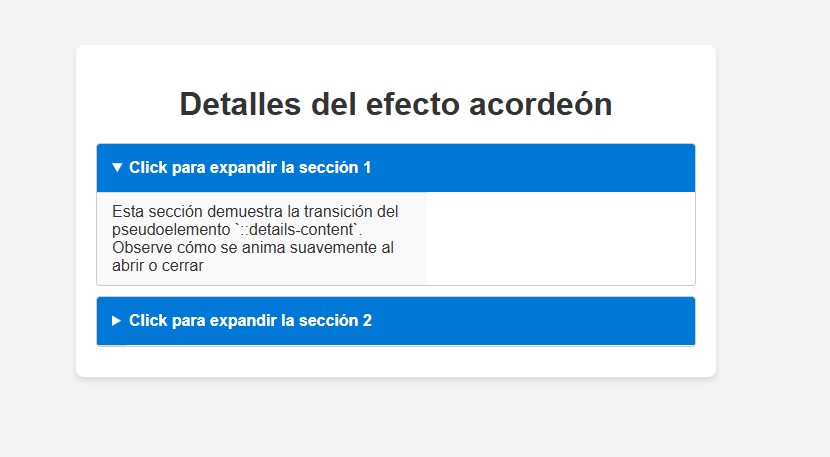 Detalles del efecto acordeón
Click para expandir la sección 1
Esta sección demuestra la transición del
pseudoelemento `::details-content`.
Observe cómo se anima suavemente al
abrir o cerrar
Click para expandir la sección 2